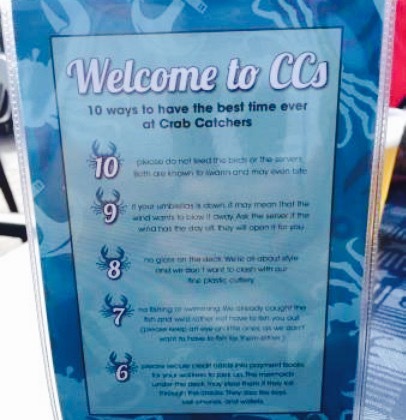 Welcome to CCs
10 ways to have the best time ever
at Crab Catchers
10
please do not feed the birds or the servers
Both are known to swarm and may even bite
9
if your umbrella is down it may mean that the
wind wants to blow it away. Ask the server if the
wind has the day off, they will open it for you
8
no glass on the deck. We're all about style
and we don't want to clash with our
fine plastic cutlery
7
no fishing or swimming. We already caught the
fish and we'd rather not have to fish you out!
(please keep an eye on little ones, as we don't
want to have to fish for them either)
6
please secure credit cards into payment books
for your waitress to pick up. The mermaids
under the deck may steal them if they fall
through the cracks. They also like keys,
cell phones, and wallets